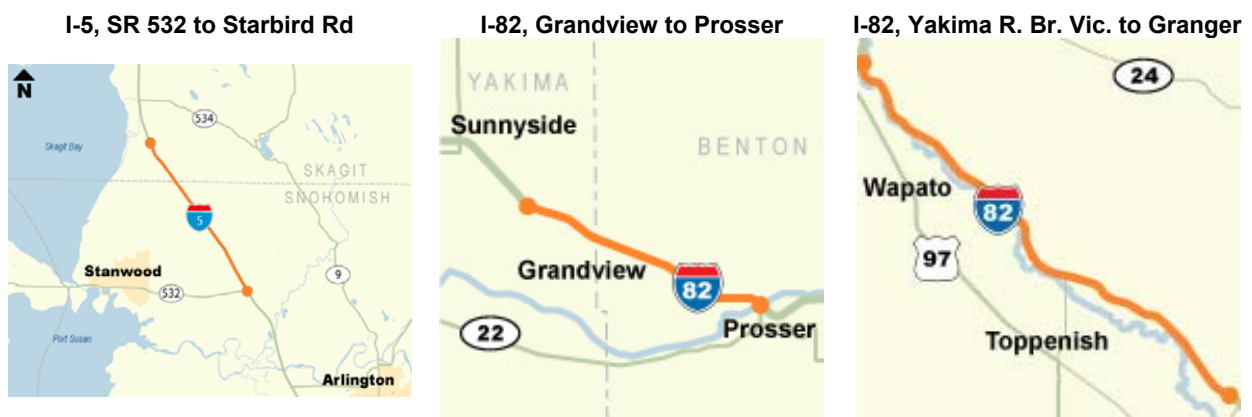 I-5, SR 532 to Starbird Rd
N
534
Skagit Bay
SKAGIT
SNOHOMISH
5
Stanwood
9
532
Port Susan
Arlington
I-82, Grandview to Prosser
YAKIMA
Sunnyside
BENTON
Grandview
82
22
Prosser
I-82, Yakima R. Br. Vic. to Granger
24
Wapato
82
97
Toppenish